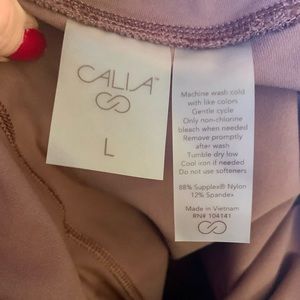 CALIA™
L
Machine wash cold
with like colors
Gentle cycle
Only non-chlorine
bleach when needed
Remove promptly
after wash
Tumble dry low
Cool iron if needed
Do not use softeners
88% Supplex® Nylon
12% Spandex
Made in Vietnam
RN# 104141